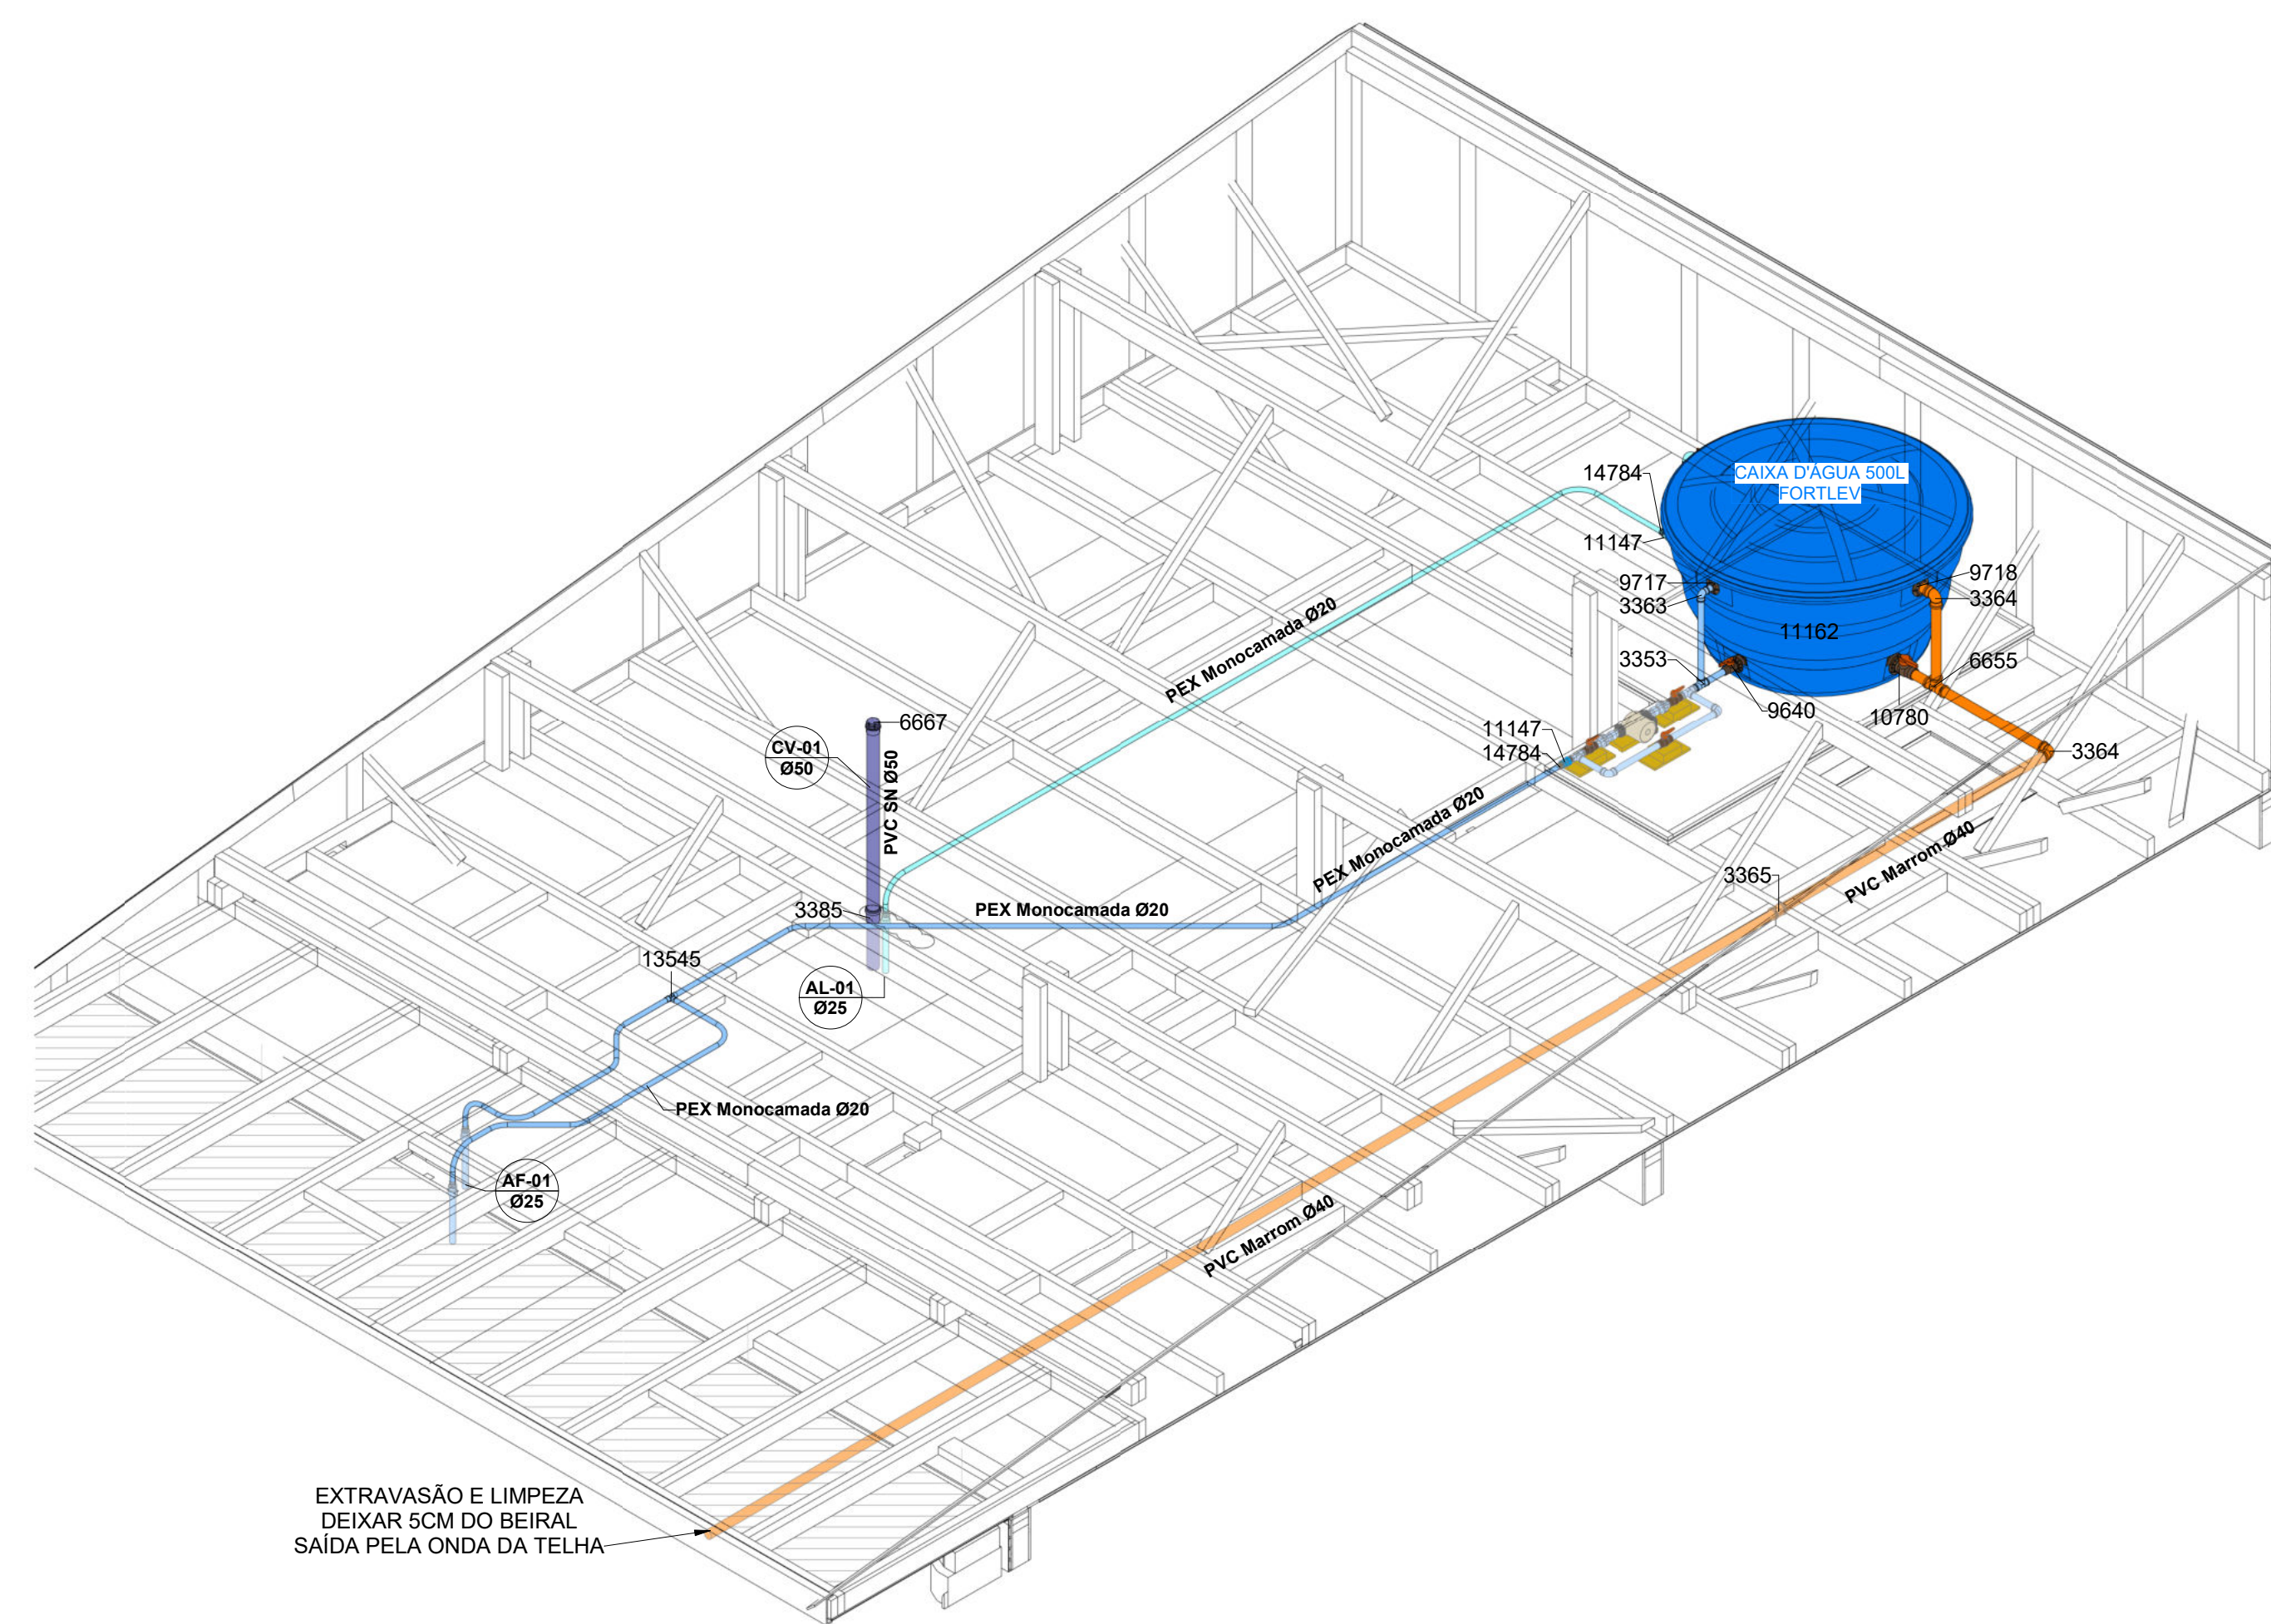 14784
CAIXA D'ÁGUA 500L
FORTLEV
11147
9717
3363
9718
3364
11162
PEX Monocamada Ø20
3353
6655
9640
10780
6667
CV-01
Ø50
PVC SN Ø50
11147
14784
3364
PEX Monocamada Ø20
PVC Marrom Ø40
3365
3385
PEX Monocamada Ø20
13545
AL-01
Ø25
PEX Monocamada Ø20
AF-01
Ø25
PVC Marrom Ø40
EXTRAVASÃO E LIMPEZA
DEIXAR 5CM DO BEIRAL
SAÍDA PELA ONDA DA TELHA